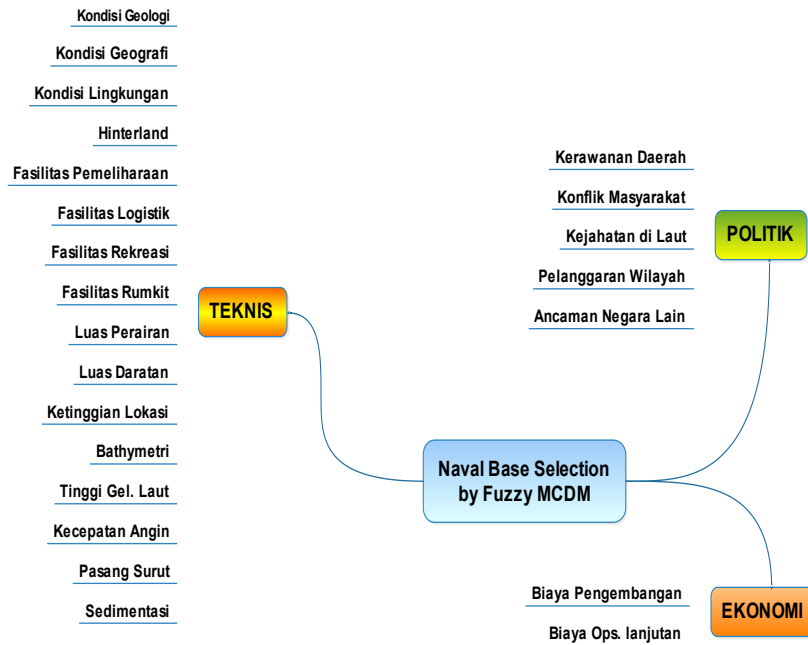 Kondisi Geologi
Kondisi Geografi
Kondisi Lingkungan
Hinterland
Fasilitas Pemeliharaan
Fasilitas Logistik
Fasilitas Rekreasi
Fasilitas Rumkit
Luas Perairan
Luas Daratan
Ketinggian Lokasi
Bathymetri
Tinggi Gel. Laut
Kecepatan Angin
Pasang Surut
Sedimentasi
TEKNIS
Naval Base Selection
by Fuzzy MCDM
Kerawanan Daerah
Konflik Masyarakat
Kejahatan di Laut
Pelanggaran Wilayah
Ancaman Negara Lain
POLITIK
Biaya Pengembangan
Biaya Ops. lanjutan
EKONOMI